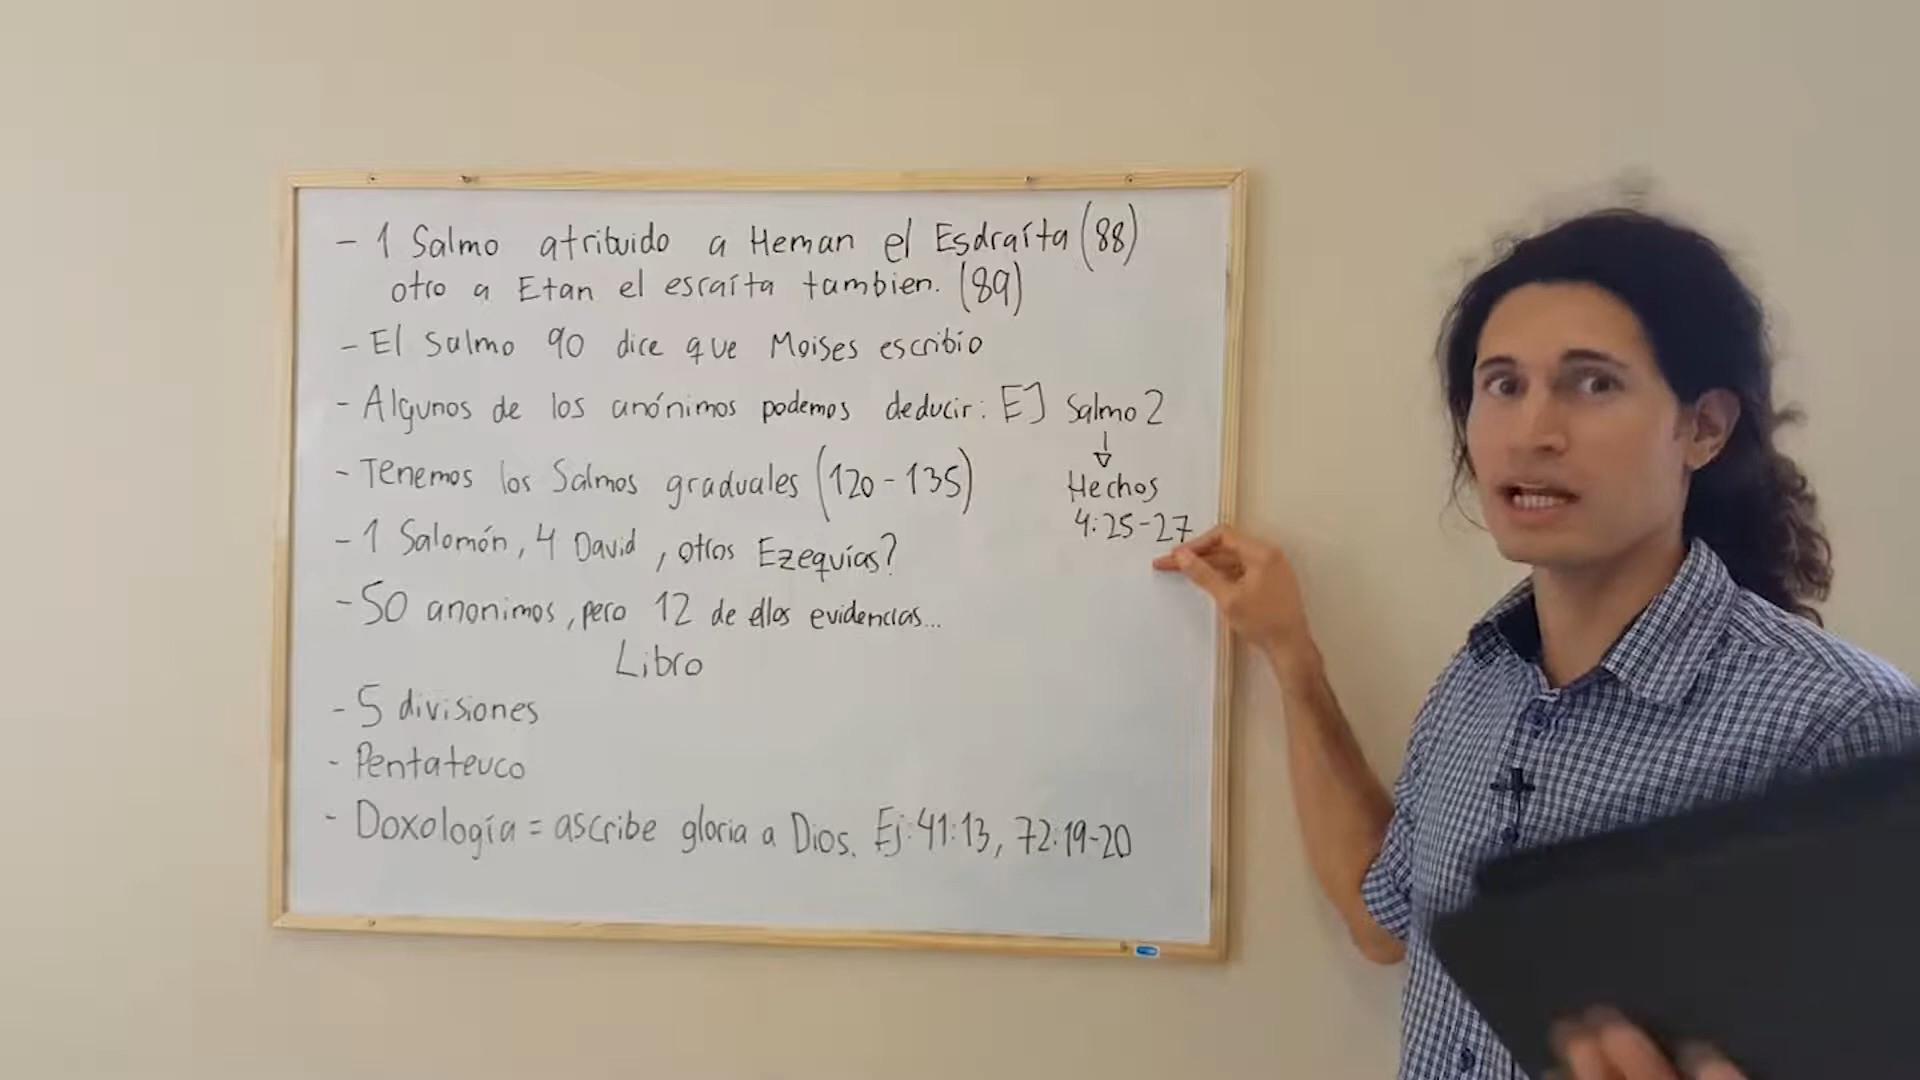 - 1 Salmo atribuido a Heman el Esdraíta (88)
otro a Etan el escraíta tambien. (89)
- El Salmo 90 dice que Moises escribio
- Algunos de los anónimos podemos deducir: EJ Salmo 2
↓
Hechos
4:25-27
- Tenemos los Salmos graduales (120-135)
- 1 Salomón, 4 David, otros Ezequías?
- 50 anonimos, pero 12 de ellos evidencias...
Libro
- 5 divisiones
- Pentateuco
- Doxología = ascribe gloria a Dios. Ej: 41:13, 72:19-20